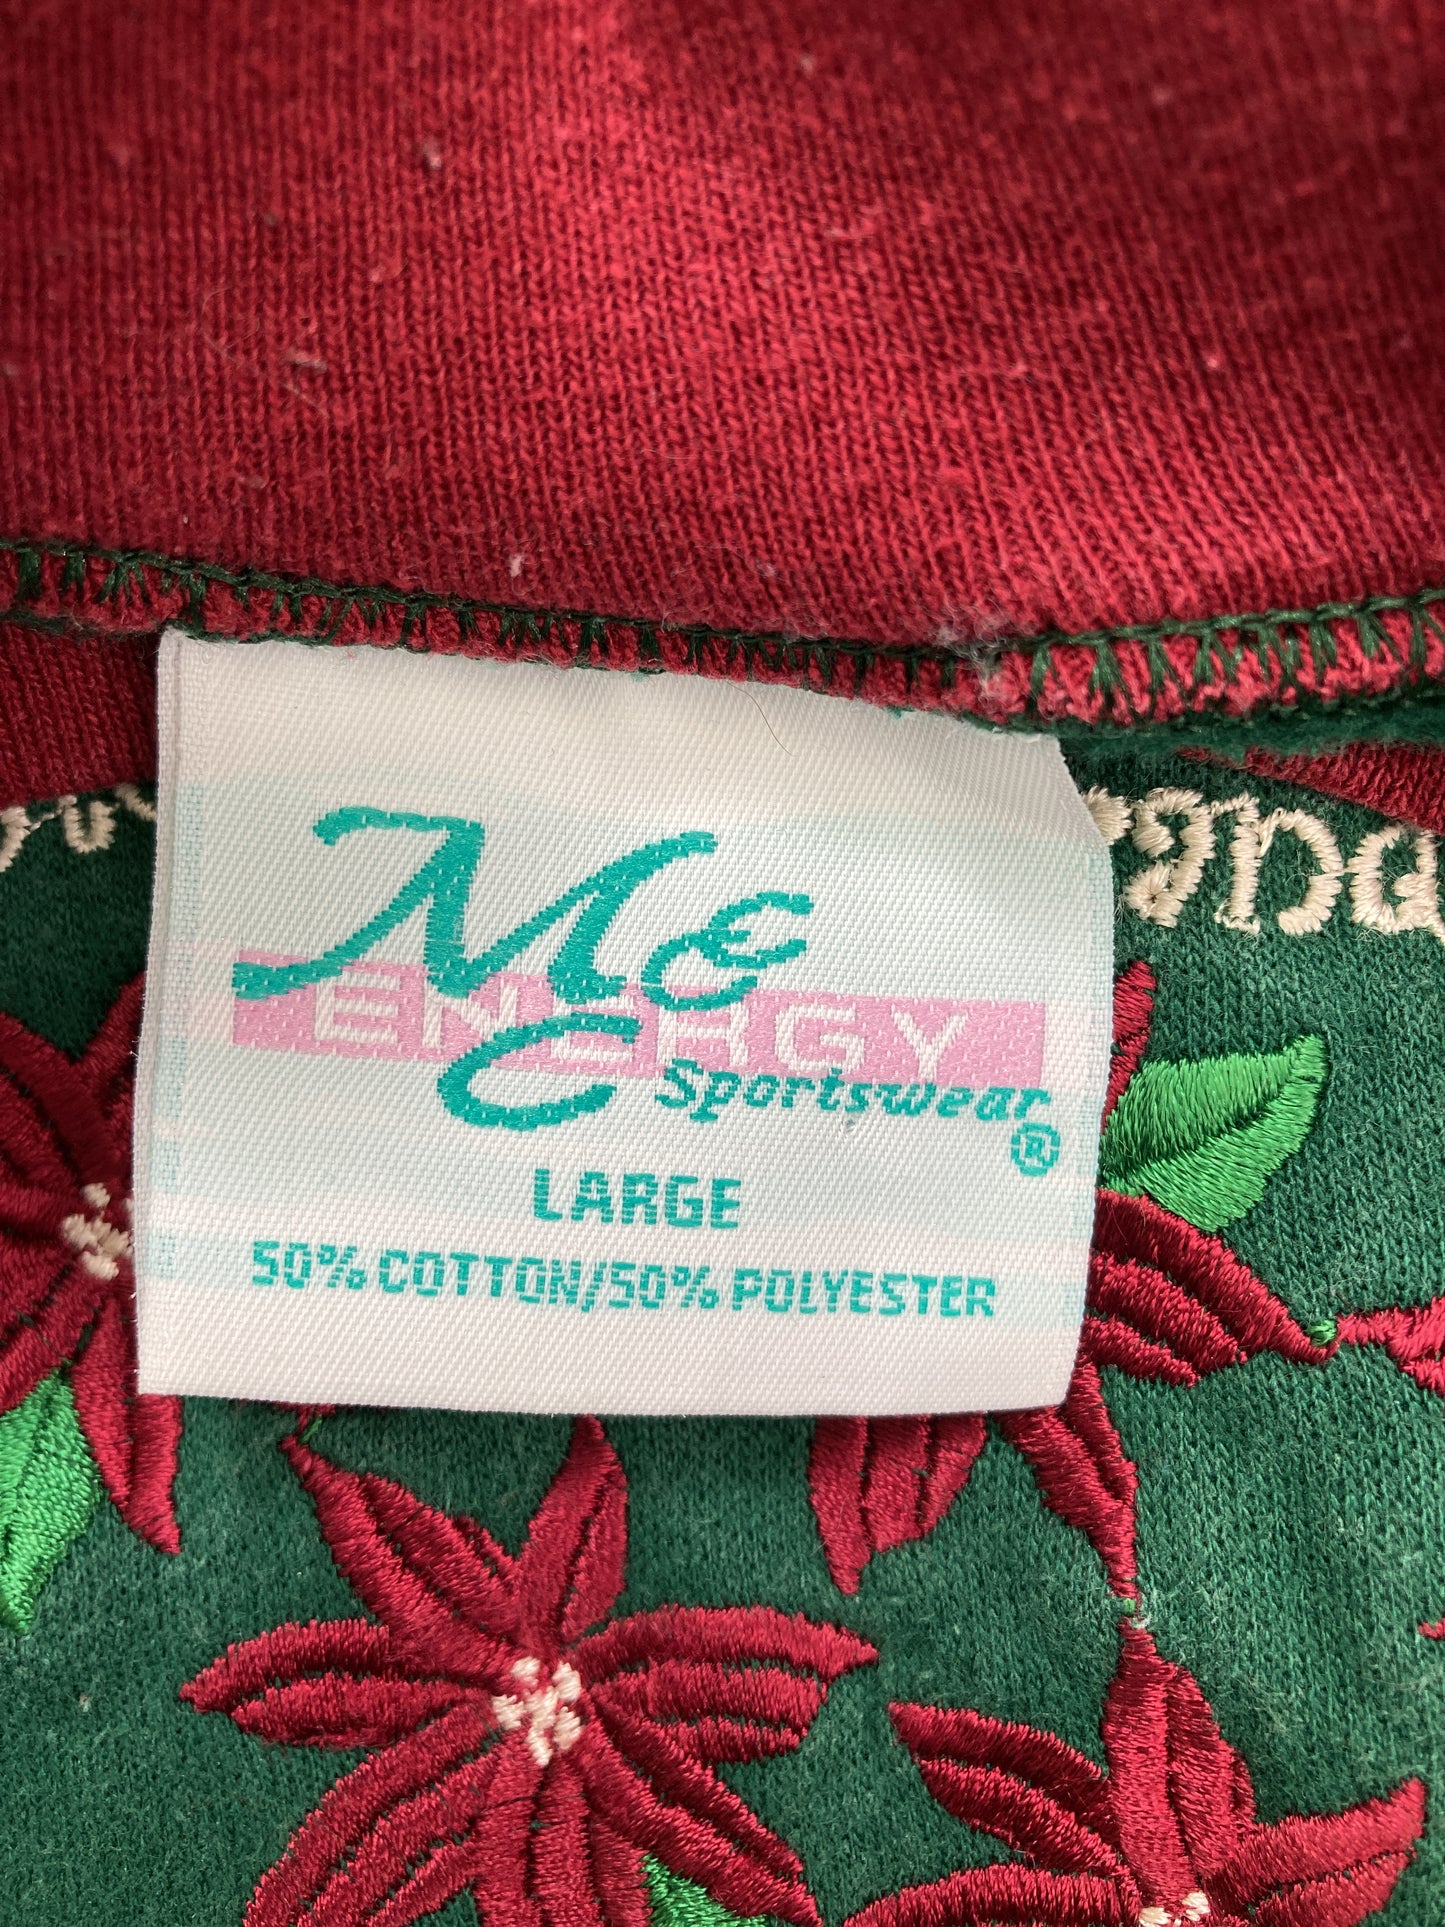 ME
ENERGY
C Sportswear®
LARGE
50% COTTON/50% POLYESTER